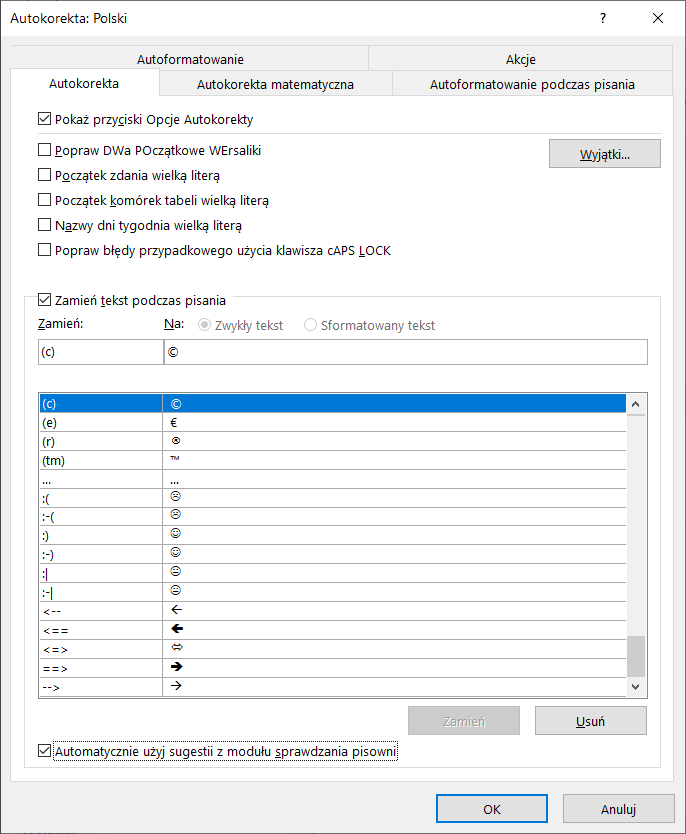 Autokorekta: Polski
Autoformatowanie Akcje
Autokorekta Autokorekta matematyczna Autoformatowanie podczas pisania
Pokaż przyciski Opcje Autokorekty
Popraw DWa POczątkowe WErsaliki
Wyjątki...
Początek zdania wielką literą
Początek komórek tabeli wielką literą
Nazwy dni tygodnia wielką literą
Popraw błędy przypadkowego użycia klawisza cAPS LOCK
Zamień tekst podczas pisania
Zamień: Na: Zwykły tekst Sformatowany tekst
(c) ©
(c) ©
(e) €
(r) ®
(tm) ™
... …
:( ☹
:-( ☹
:) ☺
:-) ☺
:| 😐
:-| 😐
<-- ←
<== 🡸
<=> ⇔
==> 🡺
--> →
Zamień Usuń
Automatycznie użyj sugestii z modułu sprawdzania pisowni
OK Anuluj